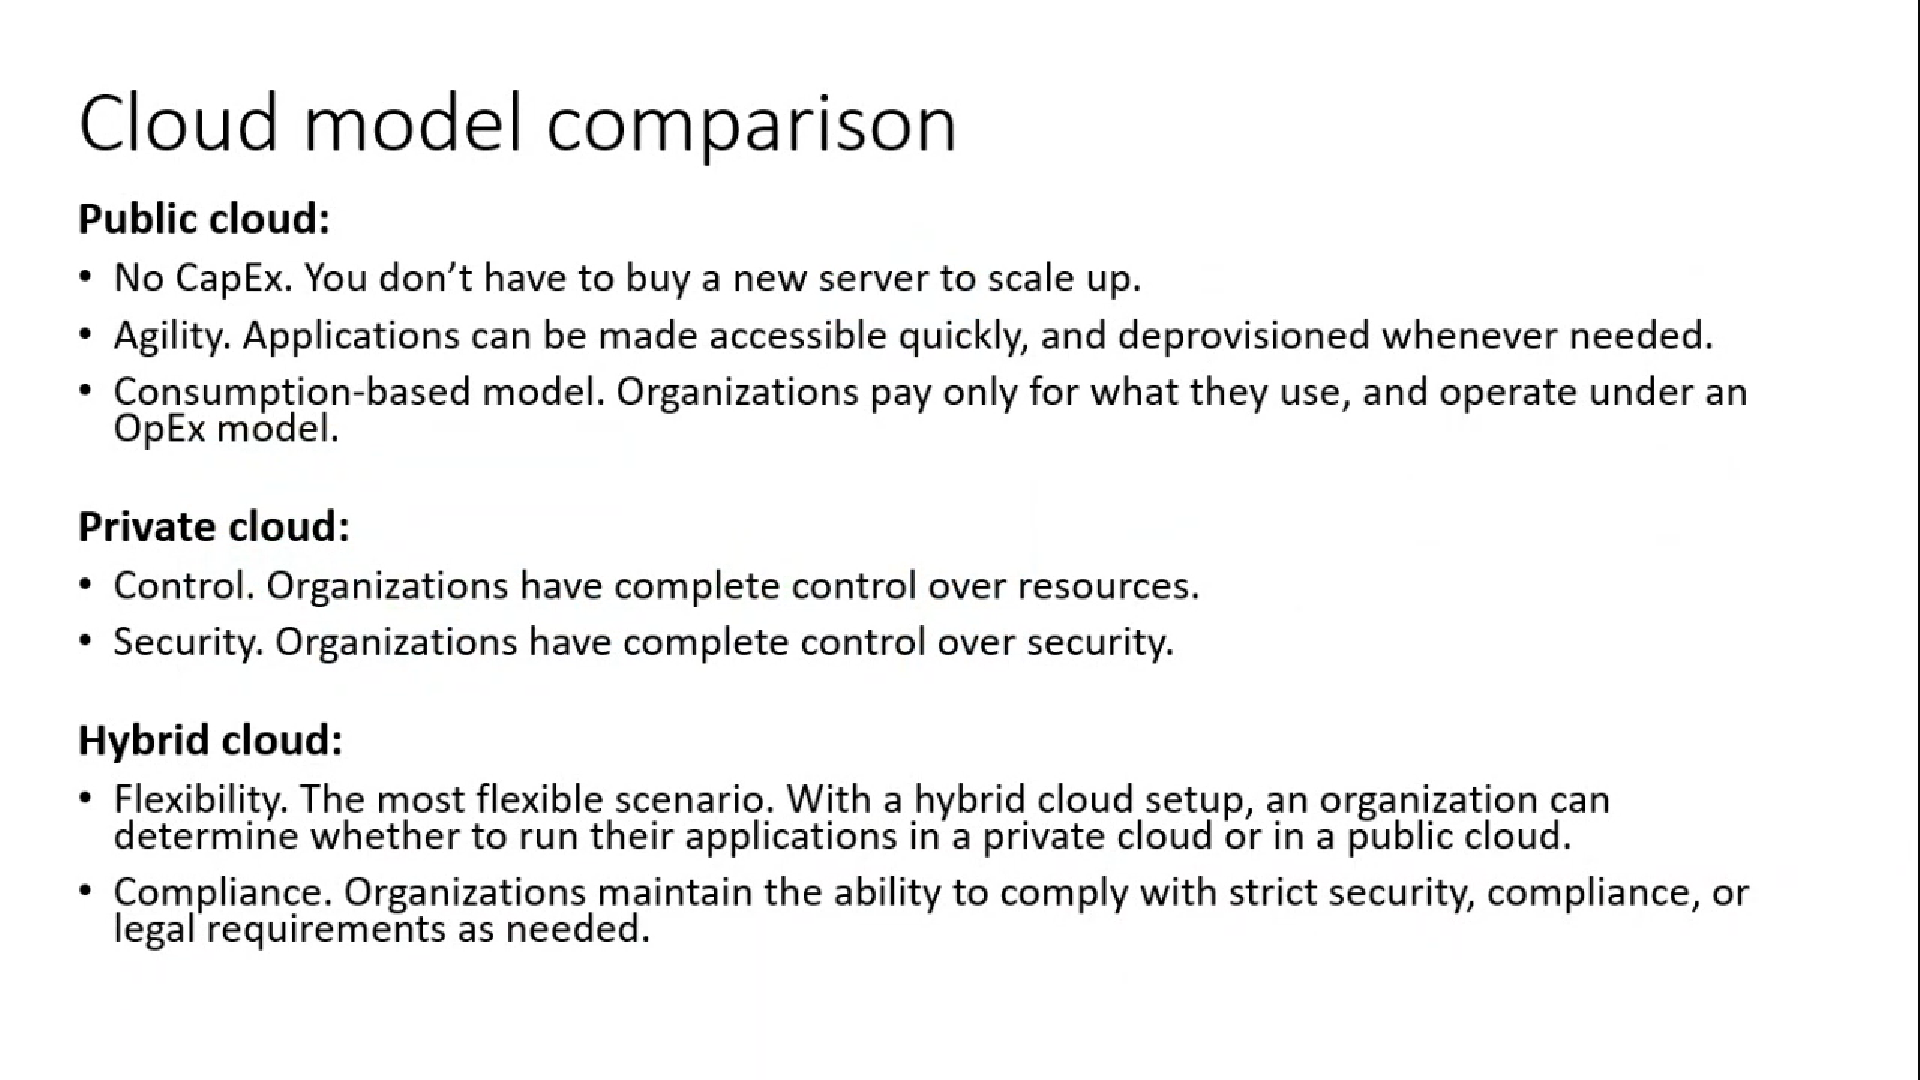 Cloud model comparison
Public cloud:
• No CapEx. You don’t have to buy a new server to scale up.
• Agility. Applications can be made accessible quickly, and deprovisioned whenever needed.
• Consumption-based model. Organizations pay only for what they use, and operate under an
OpEx model.
Private cloud:
• Control. Organizations have complete control over resources.
• Security. Organizations have complete control over security.
Hybrid cloud:
• Flexibility. The most flexible scenario. With a hybrid cloud setup, an organization can
determine whether to run their applications in a private cloud or in a public cloud.
• Compliance. Organizations maintain the ability to comply with strict security, compliance, or
legal requirements as needed.